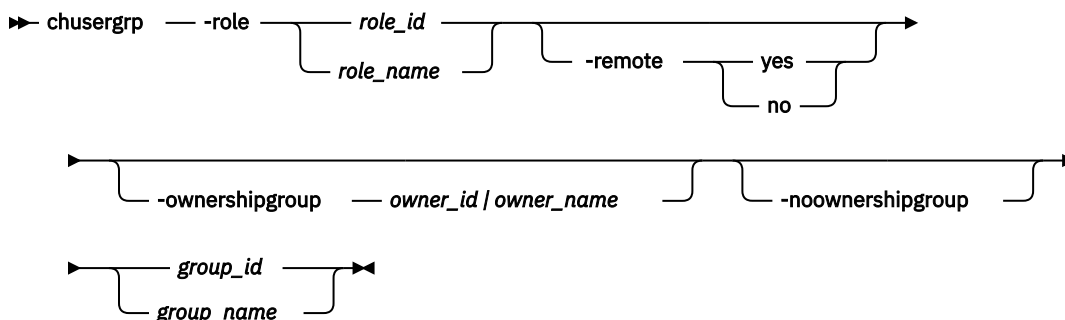 chusergrp -role role_id
role_name
-remote yes
no
-ownershipgroup owner_id / owner_name -noownershipgroup
group_id
group_name